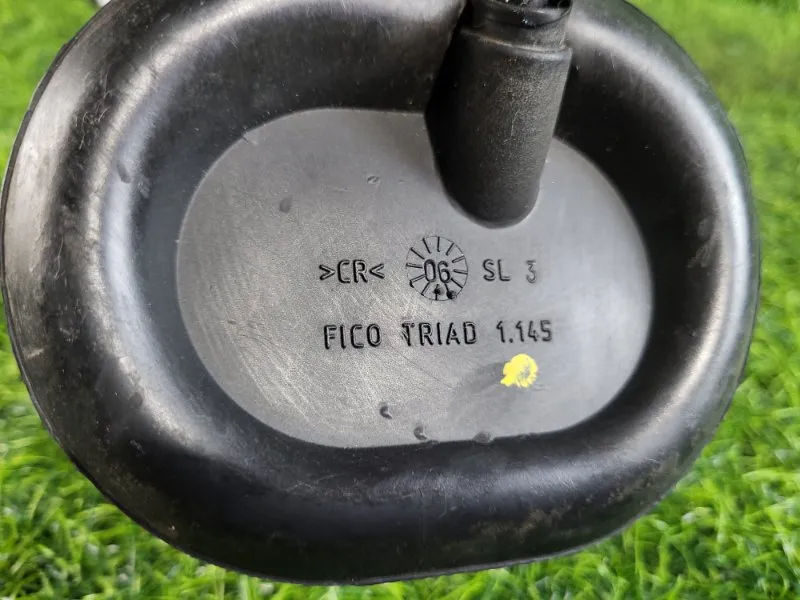 >CR< 06 SL 3
FICO TRIAD 1.145